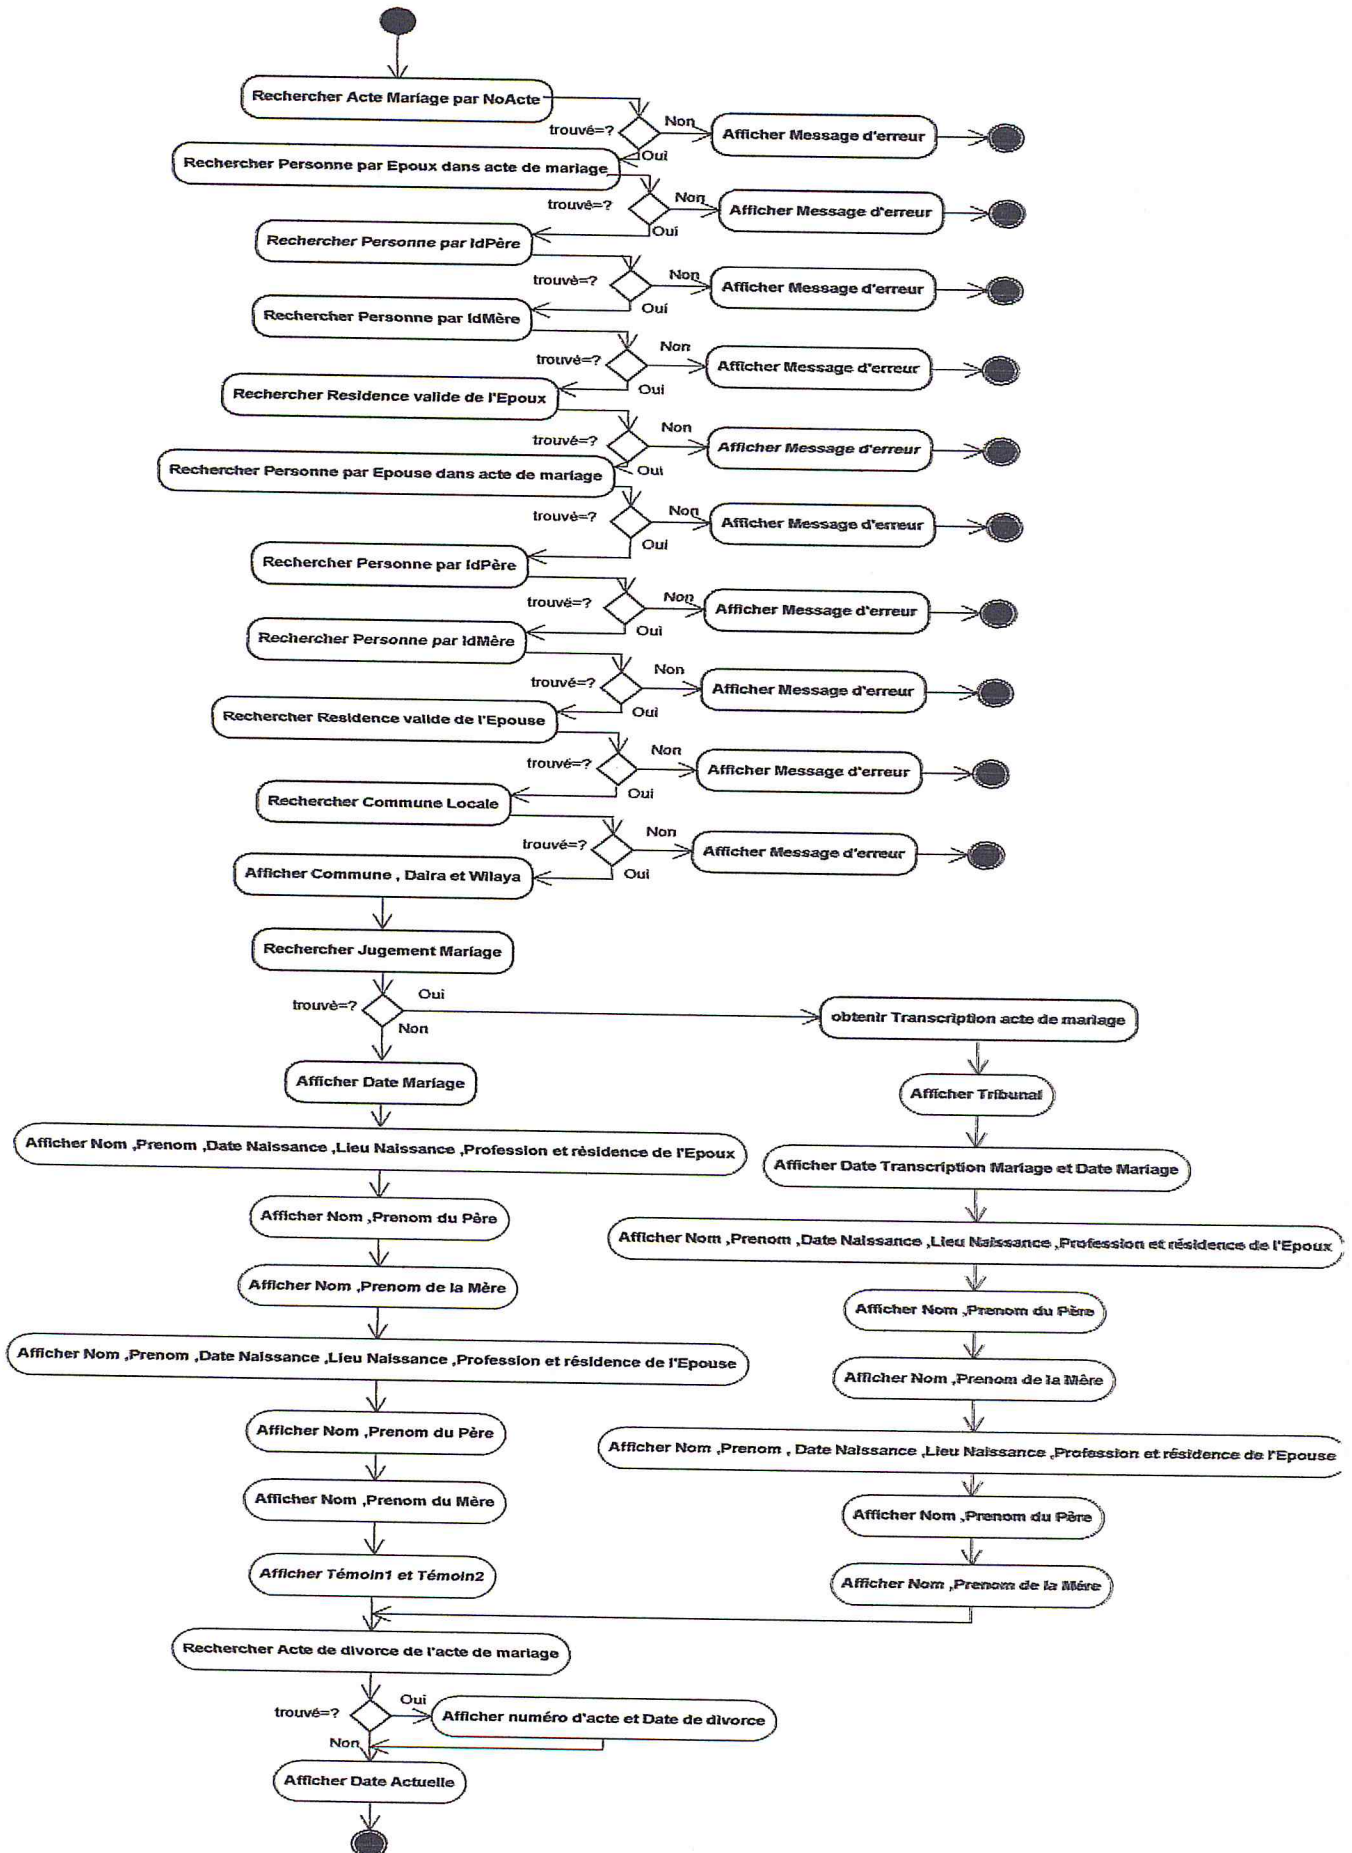 Rechercher Acte Mariage par NoActe
trouvé=?
Non
Afficher Message d'erreur
Oui
Rechercher Personne par Epoux dans acte de mariage
trouvé=?
Non
Afficher Message d'erreur
Oui
Rechercher Personne par IdPère
trouvé=?
Non
Afficher Message d'erreur
Oui
Rechercher Personne par IdMère
trouvé=?
Non
Afficher Message d'erreur
Oui
Rechercher Residence valide de l'Epoux
trouvé=?
Non
Afficher Message d'erreur
Oui
Rechercher Personne par Epouse dans acte de mariage
trouvé=?
Non
Afficher Message d'erreur
Oui
Rechercher Personne par IdPère
trouvé=?
Non
Afficher Message d'erreur
Oui
Rechercher Personne par IdMère
trouvé=?
Non
Afficher Message d'erreur
Oui
Rechercher Residence valide de l'Epouse
trouvé=?
Non
Afficher Message d'erreur
Oui
Rechercher Commune Locale
trouvé=?
Non
Afficher Message d'erreur
Oui
Afficher Commune , Daira et Wilaya
Rechercher Jugement Mariage
trouvé=?
Oui
Non
obtenir Transcription acte de mariage
Afficher Date Mariage
Afficher Nom ,Prenom ,Date Naissance ,Lieu Naissance ,Profession et résidence de l'Epoux
Afficher Nom ,Prenom du Père
Afficher Nom ,Prenom de la Mère
Afficher Nom ,Prenom ,Date Naissance ,Lieu Naissance ,Profession et résidence de l'Epouse
Afficher Nom ,Prenom du Père
Afficher Nom ,Prenom du Mère
Afficher Témoin1 et Témoin2
Afficher Tribunal
Afficher Date Transcription Mariage et Date Mariage
Afficher Nom ,Prenom ,Date Naissance ,Lieu Naissance ,Profession et résidence de l'Epoux
Afficher Nom ,Prenom du Père
Afficher Nom ,Prenom de la Mère
Afficher Nom ,Prenom , Date Naissance ,Lieu Naissance ,Profession et résidence de l'Epouse
Afficher Nom ,Prenom du Père
Afficher Nom ,Prenom de la Mére
Rechercher Acte de divorce de l'acte de mariage
trouvé=?
Oui
Afficher numéro d'acte et Date de divorce
Non
Afficher Date Actuelle